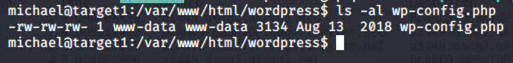 michael@target1:/var/www/html/wordpress$ ls -al wp-config.php
-rw-rw-rw- 1 www-data www-data 3134 Aug 13  2018 wp-config.php
michael@target1:/var/www/html/wordpress$